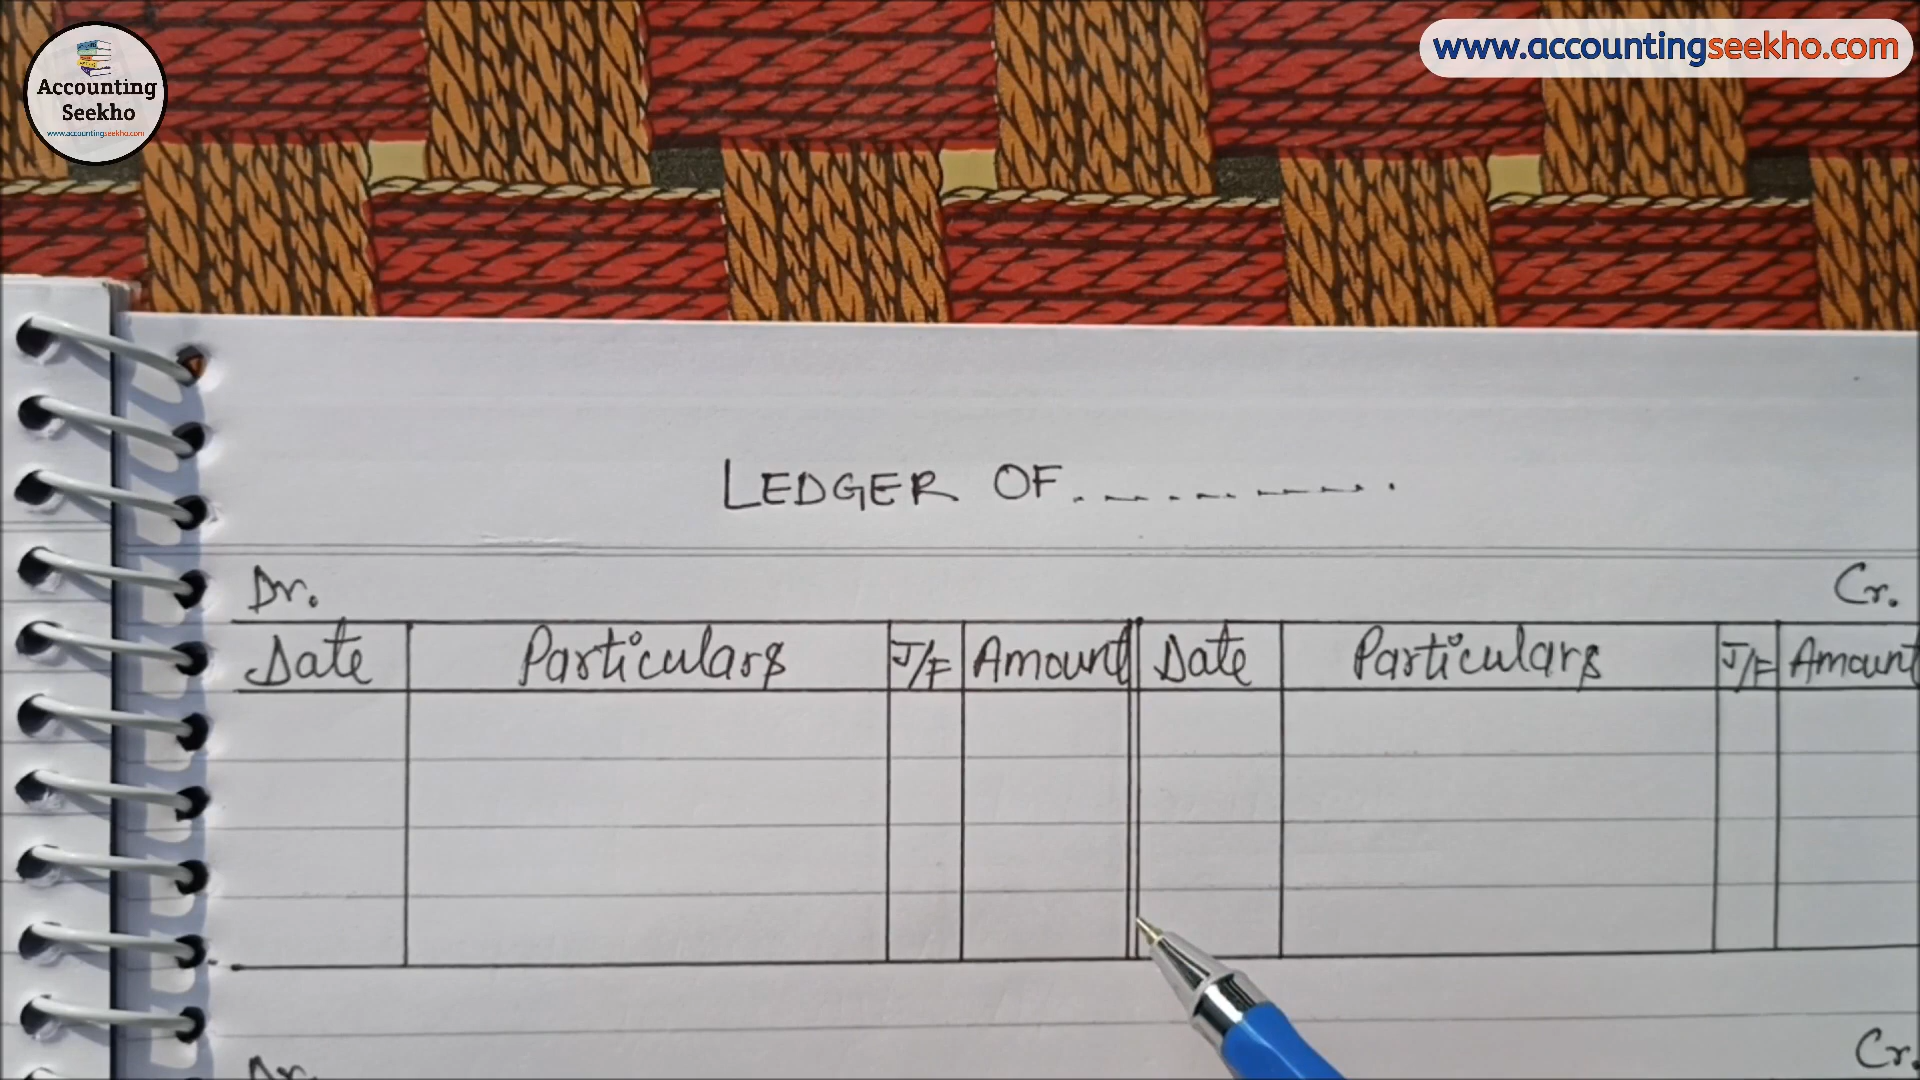 Accounting
Seekho
www.accountingseekho.com
www.accountingseekho.com
LEDGER OF.............
Dr. Cr.
Date Particulars J/F Amount Date Particulars J/F Amount
Dr. Cr.